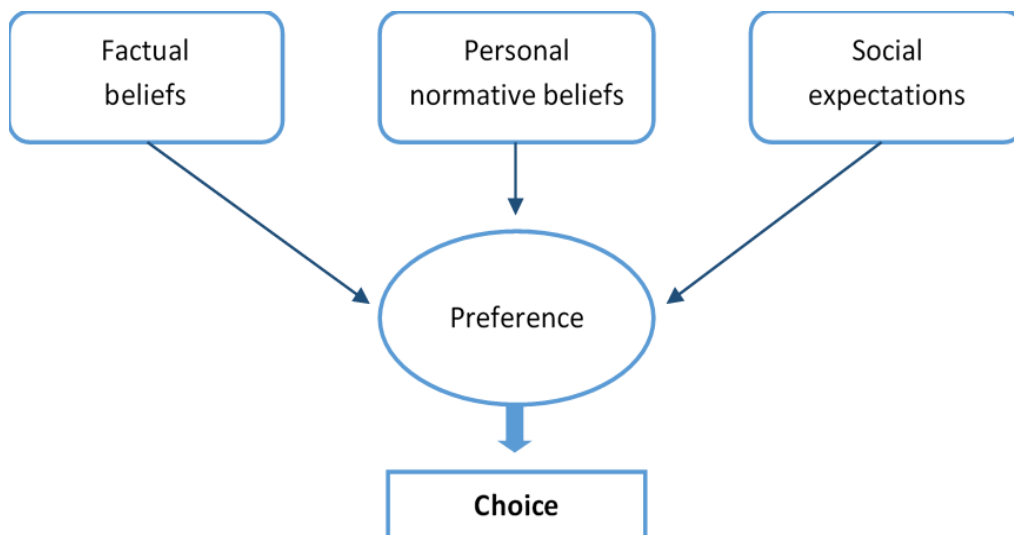 Factual
beliefs
Personal
normative beliefs
Social
expectations
Preference
Choice